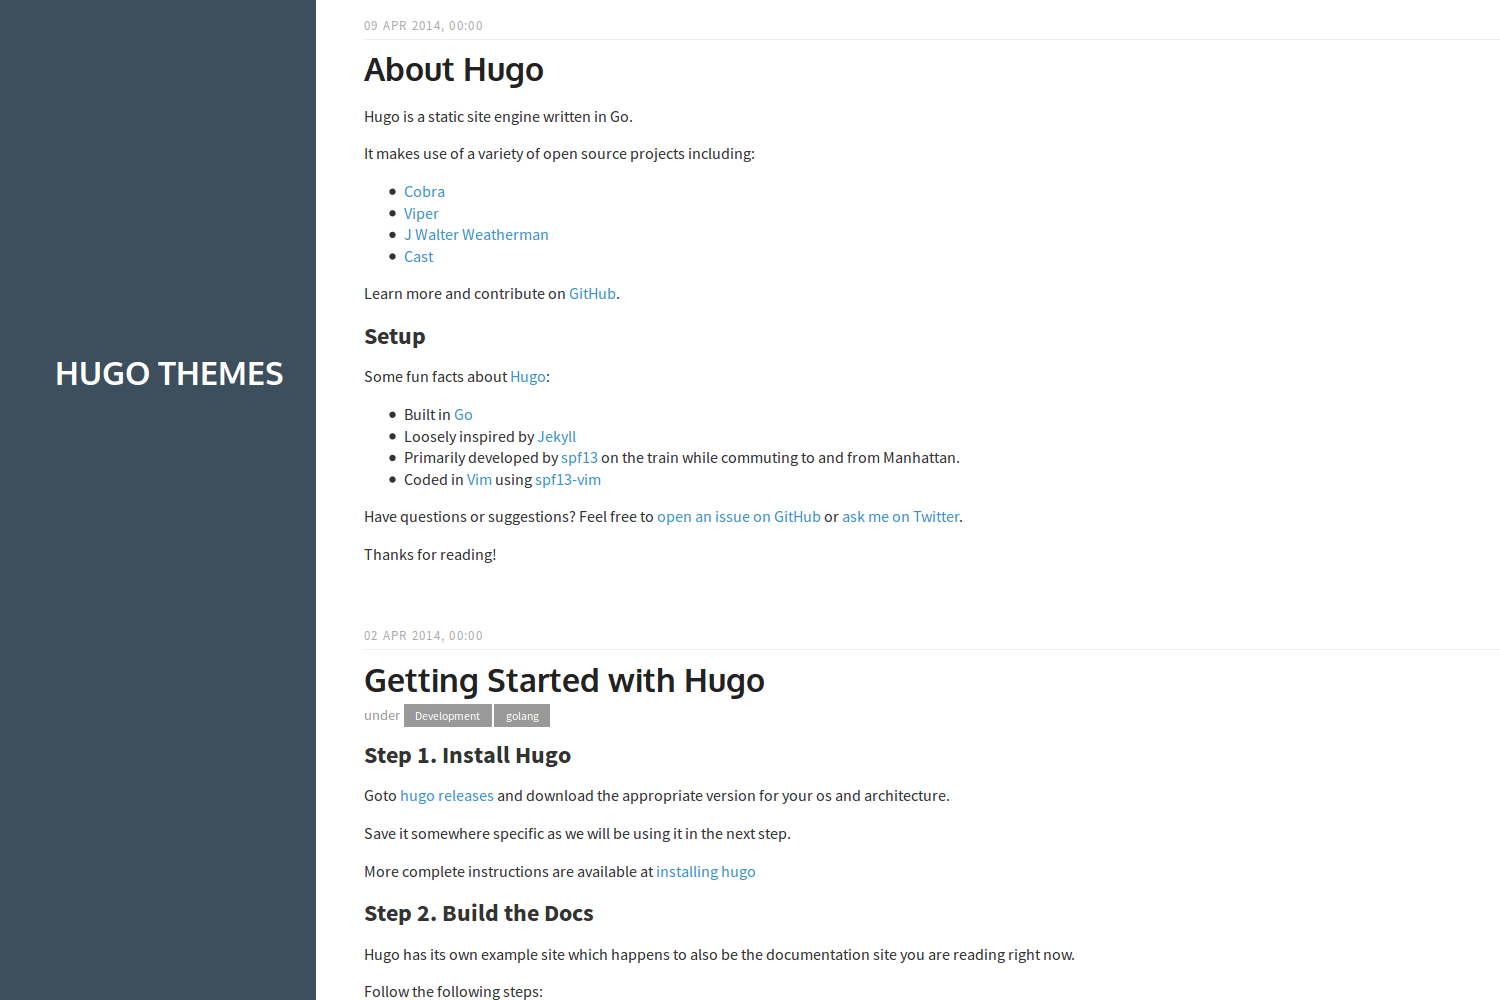 HUGO THEMES
09 APR 2014, 00:00
About Hugo
Hugo is a static site engine written in Go.
It makes use of a variety of open source projects including:
Cobra
Viper
J Walter Weatherman
Cast
Learn more and contribute on GitHub.
Setup
Some fun facts about Hugo:
Built in Go
Loosely inspired by Jekyll
Primarily developed by spf13 on the train while commuting to and from Manhattan.
Coded in Vim using spf13-vim
Have questions or suggestions? Feel free to open an issue on GitHub or ask me on Twitter.
Thanks for reading!
02 APR 2014, 00:00
Getting Started with Hugo
under Development golang
Step 1. Install Hugo
Goto hugo releases and download the appropriate version for your os and architecture.
Save it somewhere specific as we will be using it in the next step.
More complete instructions are available at installing hugo
Step 2. Build the Docs
Hugo has its own example site which happens to also be the documentation site you are reading right now.
Follow the following steps: